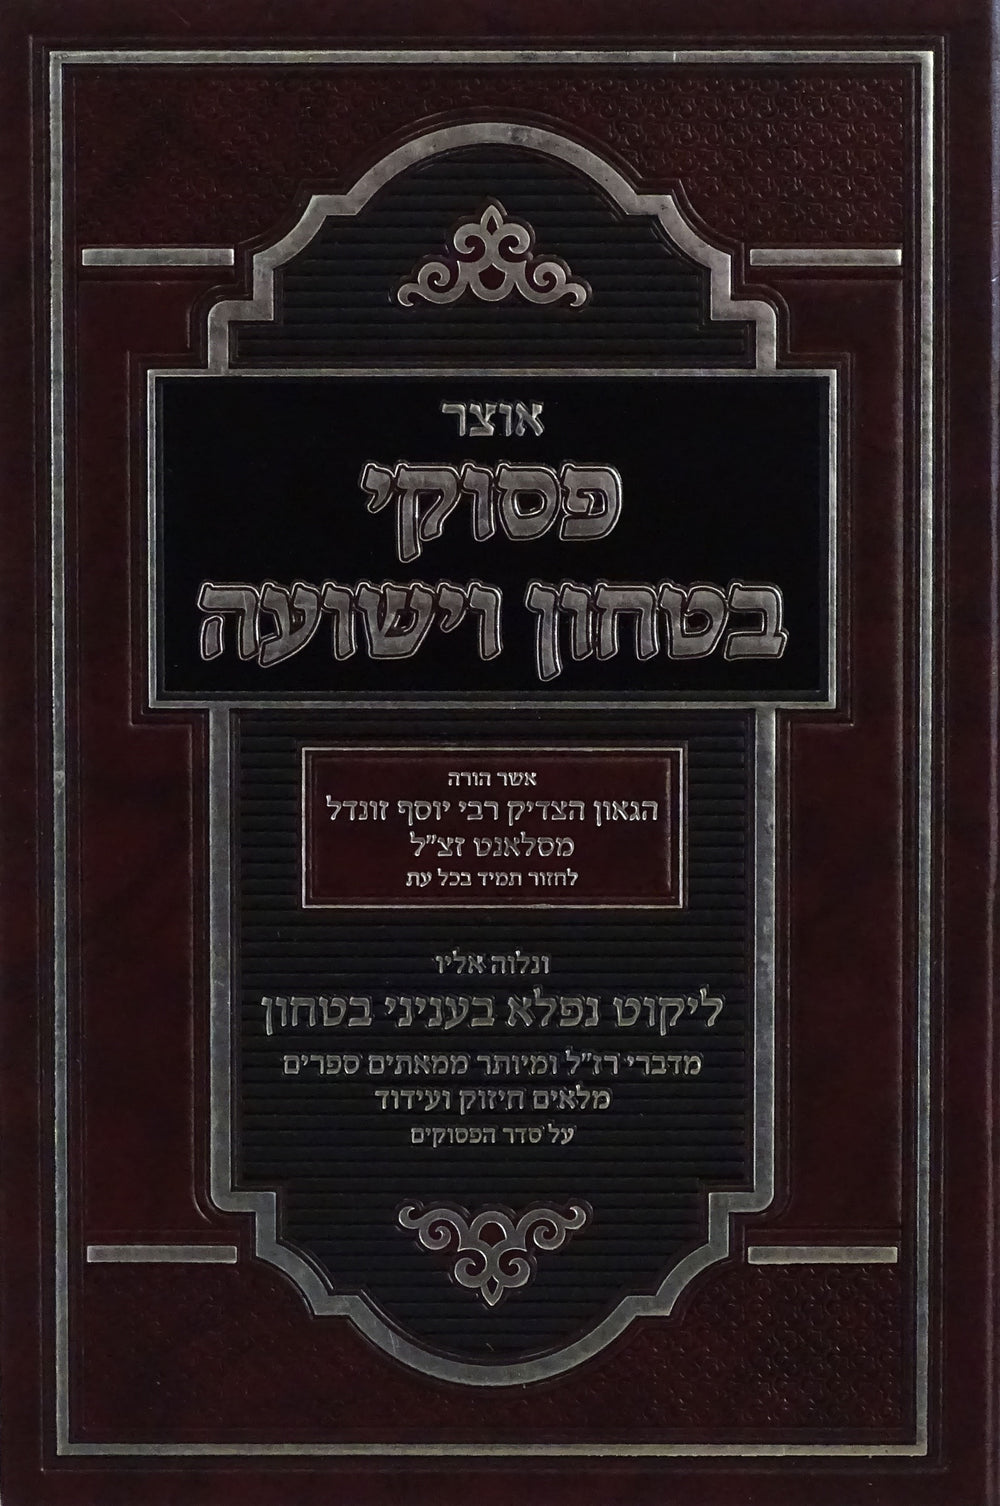 אוצר
פסוקי
בטחון וישועה
אשר הורה
הגאון הצדיק רבי יוסף זונדל
מסלאנט זצ"ל
לחזור תמיד בכל עת
ונלוה אליו
ליקוט נפלא בעניני בטחון
מדברי רז"ל ומיותר ממאתים ספרים
מלאים חיזוק ועידוד
על סדר הפסוקים